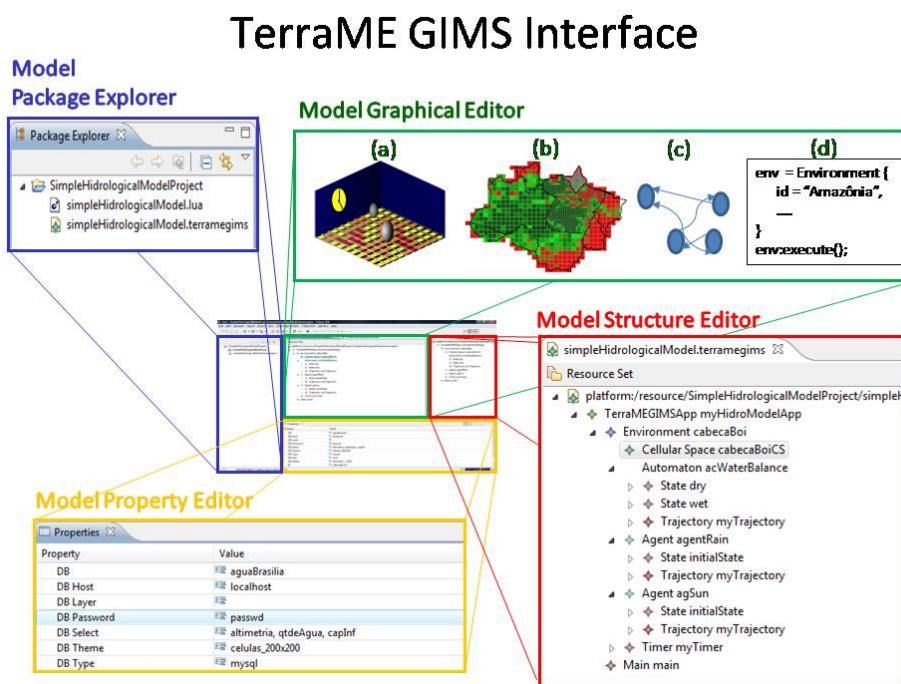 TerraME GIMS Interface
Model
Package Explorer
Package Explorer
SimpleHidrologicalModelProject
simpleHidrologicalModel.lua
simpleHidrologicalModel.terramegims
Model Graphical Editor
(a)
(b)
(c)
(d)
env = Environment {
id = "Amazônia",
}
env:execute();
Model Structure Editor
simpleHidrologicalModel.terramegims
Resource Set
platform:/resource/SimpleHidrologicalModelProject/simpleH
TerraMEGIMSApp myHidroModelApp
Environment cabecaBoi
Cellular Space cabecaBoiCS
Automaton acWaterBalance
State dry
State wet
Trajectory myTrajectory
Agent agentRain
State initialState
Trajectory myTrajectory
Agent agSun
State initialState
Trajectory myTrajectory
Timer myTimer
Main main
Model Property Editor
Properties
Property Value
DB aguaBrasilia
DB Host localhost
DB Layer
DB Password passwd
DB Select altimetria, qtdeAgua, capInf
DB Theme celulas_200x200
DB Type mysql